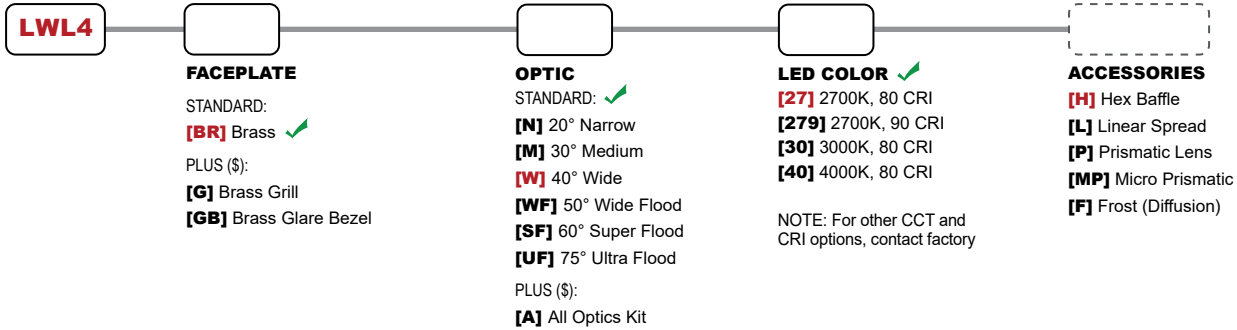 LWL4
FACEPLATE
STANDARD:
[BR] Brass
PLUS ($):
[G] Brass Grill
[GB] Brass Glare Bezel
OPTIC
STANDARD:
[N] 20° Narrow
[M] 30° Medium
[W] 40° Wide
[WF] 50° Wide Flood
[SF] 60° Super Flood
[UF] 75° Ultra Flood
PLUS ($):
[A] All Optics Kit
LED COLOR
[27] 2700K, 80 CRI
[279] 2700K, 90 CRI
[30] 3000K, 80 CRI
[40] 4000K, 80 CRI
NOTE: For other CCT and
CRI options, contact factory
ACCESSORIES
[H] Hex Baffle
[L] Linear Spread
[P] Prismatic Lens
[MP] Micro Prismatic
[F] Frost (Diffusion)